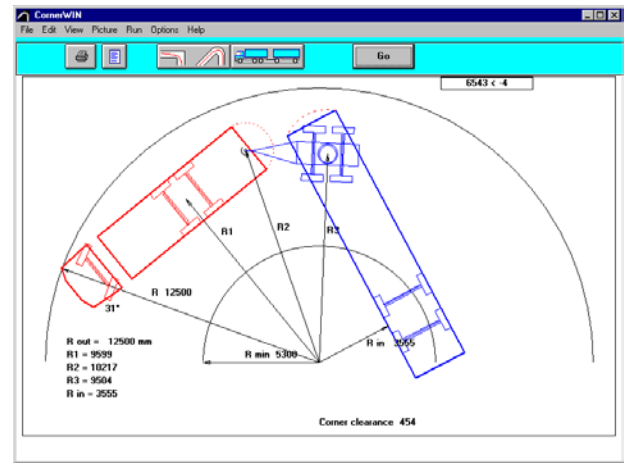 CornerWIN
File Edit View Picture Run Options Help
Go
6543 < -4
R1
R2
R3
R 12500
31°
R min 5300
R in 3555
R out = 12500 mm
R1 = 9599
R2 = 10217
R3 = 9504
R in = 3555
Corner clearance 454